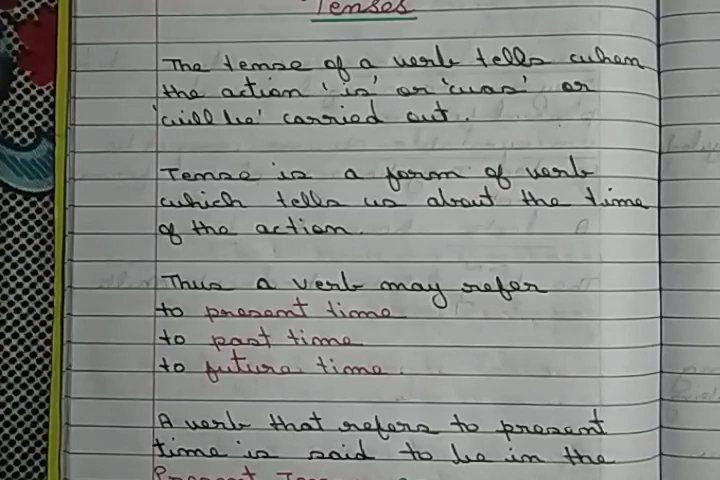 Tenses
The tense of a verb tells when
the action 'is' or 'was' or
'will be' carried out.
Tense is a form of verb
which tells us about the time
of the action.
Thus a verb may refer
to present time
to past time
to future time.
A verb that refers to present
time is said to be in the
Present